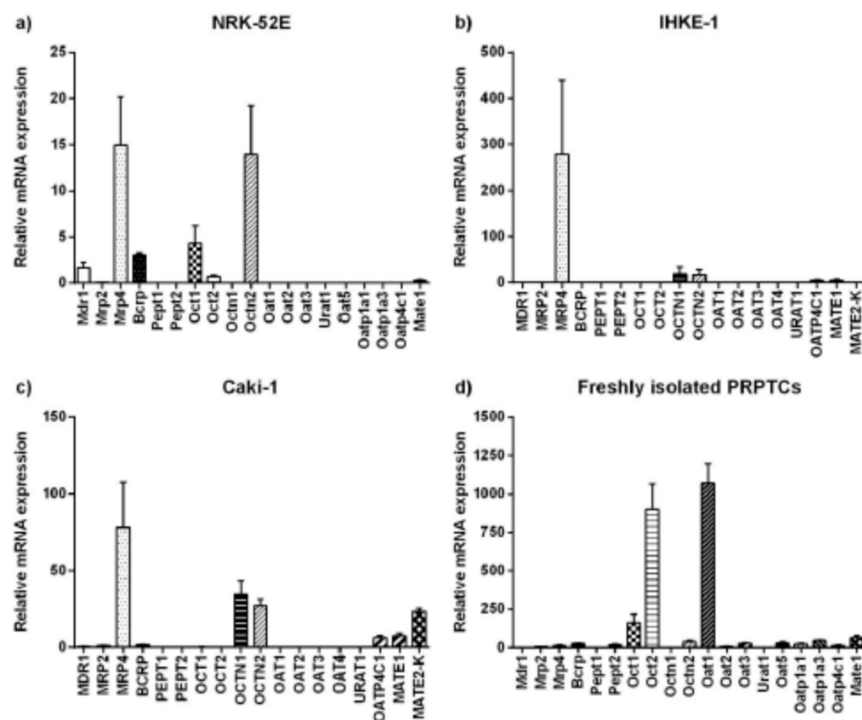 a) NRK-52E
Relative mRNA expression
25
20
15
10
5
0
Mdr1 Mrp2 Mrp4 Bcrp Pept1 Pept2 Oct1 Oct2 Octn1 Octn2 Oat1 Oat2 Oat3 Urat1 Oat5 Oatp1a1 Oatp1a3 Oatp4c1 Mate1
b) IHKE-1
Relative mRNA expression
500
400
300
200
100
0
MDR1 MRP2 MRP4 BCRP PEPT1 PEPT2 OCT1 OCT2 OCTN1 OCTN2 OAT1 OAT2 OAT3 OAT4 URAT1 OATP4C1 MATE1 MATE2-K
c) Caki-1
Relative mRNA expression
150
100
50
0
MDR1 MRP2 MRP4 BCRP PEPT1 PEPT2 OCT1 OCT2 OCTN1 OCTN2 OAT1 OAT2 OAT3 OAT4 URAT1 OATP4C1 MATE1 MATE2-K
d) Freshly isolated PRPTCs
Relative mRNA expression
1500
1250
1000
750
500
250
0
Mdr1 Mrp2 Mrp4 Bcrp Pept1 Pept2 Oct1 Oct2 Octn1 Octn2 Oat1 Oat2 Oat3 Urat1 Oat5 Oatp1a1 Oatp1a3 Oatp4c1 Mate1